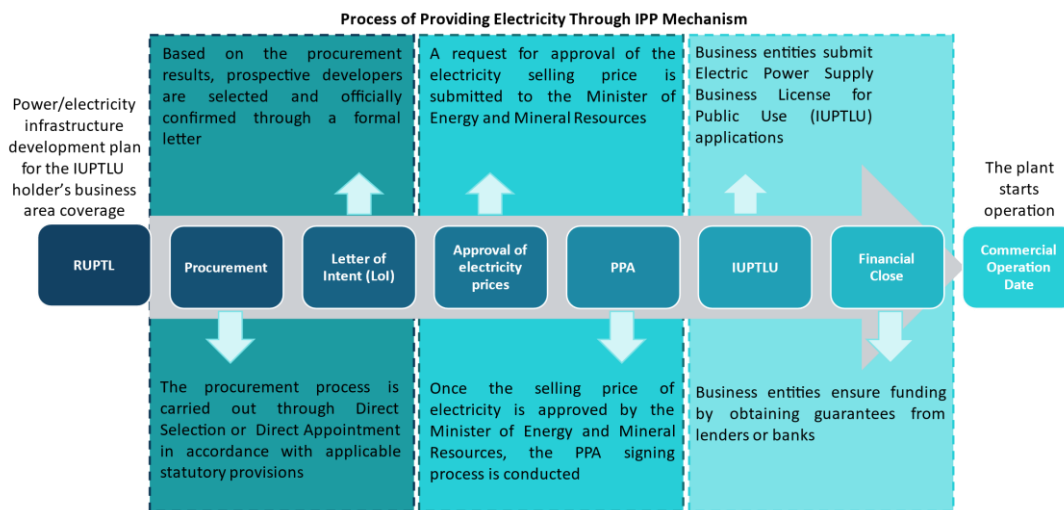 Process of Providing Electricity Through IPP Mechanism
Power/electricity
infrastructure
development plan
for the IUPTLU
holder's business
area coverage
Based on the procurement
results, prospective developers
are selected and officially
confirmed through a formal
letter
A request for approval of the
electricity selling price is
submitted to the Minister of
Energy and Mineral Resources
Business entities submit
Electric Power Supply
Business License for
Public Use (IUPTLU)
applications
The plant
starts
operation
RUPTL
Procurement
Letter of
Intent (LoI)
Approval of
electricity
prices
PPA
IUPTLU
Financial
Close
Commercial
Operation
Date
The procurement process is
carried out through Direct
Selection or Direct Appointment
in accordance with applicable
statutory provisions
Once the selling price of
electricity is approved by the
Minister of Energy and Mineral
Resources, the PPA signing
process is conducted
Business entities ensure funding
by obtaining guarantees from
lenders or banks